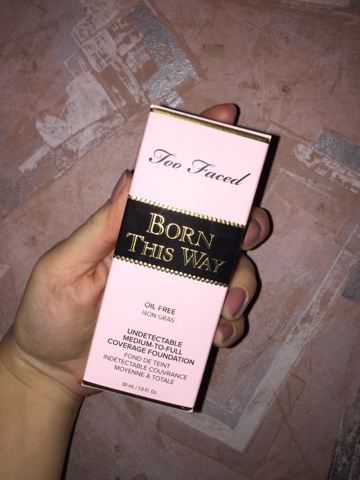 Too Faced
BORN
THIS WAY
OIL-FREE
NON GRAS
UNDETECTABLE
MEDIUM-TO-FULL
COVERAGE FOUNDATION
FOND DE TEINT
INDÉTECTABLE COUVRANCE
MOYENNE À TOTALE
30 mL / 1.0 Fl. Oz.